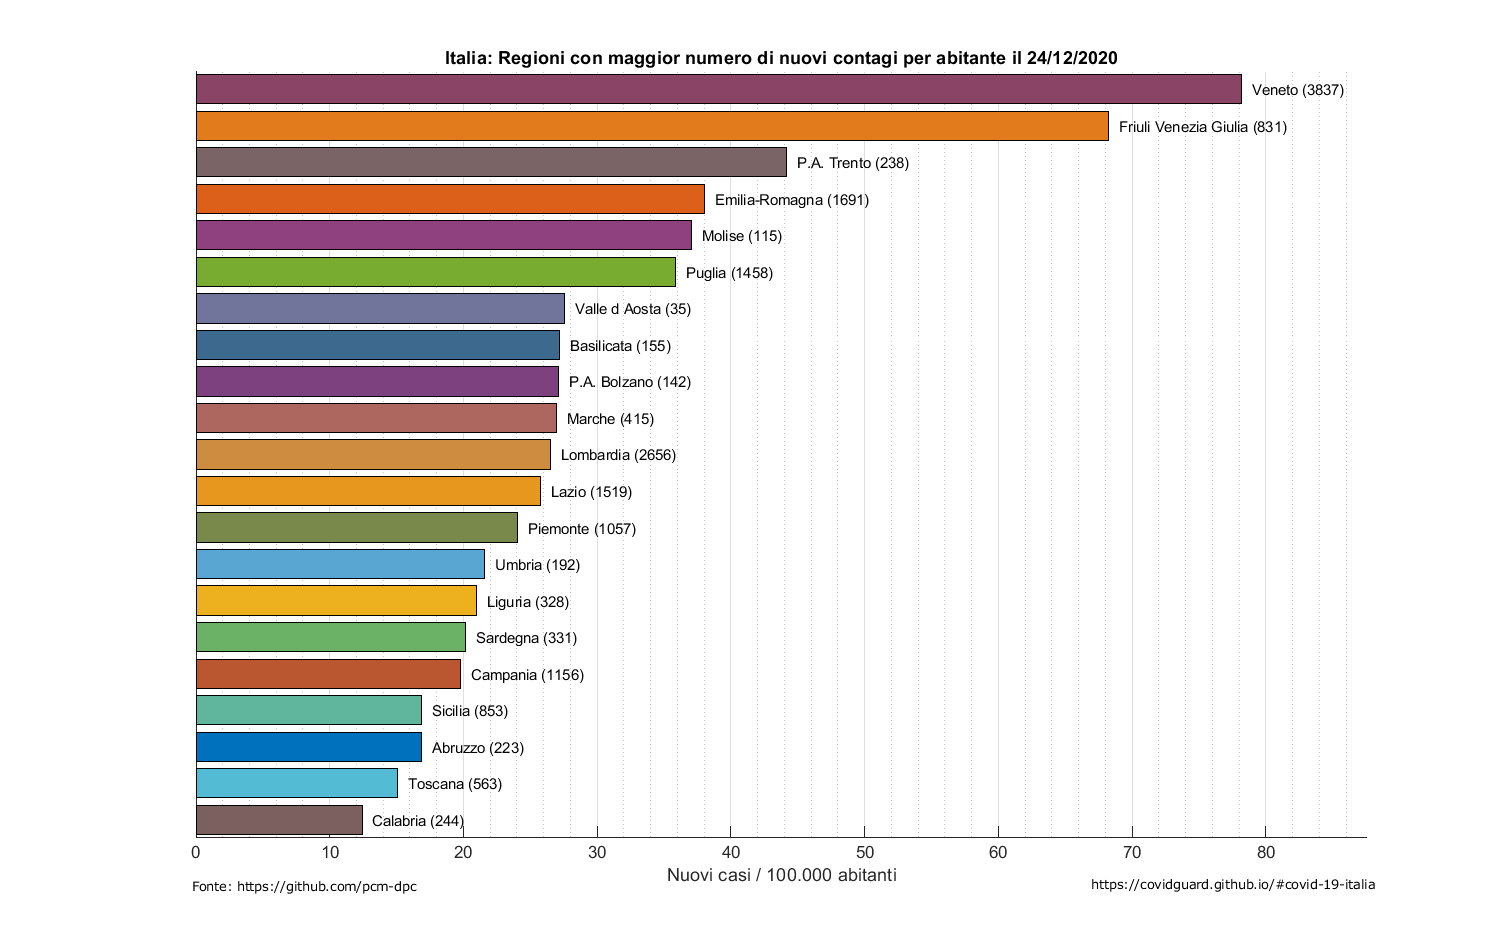 Italia: Regioni con maggior numero di nuovi contagi per abitante il 24/12/2020
Veneto (3837)
Friuli Venezia Giulia (831)
P.A. Trento (238)
Emilia-Romagna (1691)
Molise (115)
Puglia (1458)
Valle d Aosta (35)
Basilicata (155)
P.A. Bolzano (142)
Marche (415)
Lombardia (2656)
Lazio (1519)
Piemonte (1057)
Umbria (192)
Liguria (328)
Sardegna (331)
Campania (1156)
Sicilia (853)
Abruzzo (223)
Toscana (563)
Calabria (244)
0 10 20 30 40 50 60 70 80
Nuovi casi / 100.000 abitanti
Fonte: https://github.com/pcm-dpc
https://covidguard.github.io/#covid-19-italia